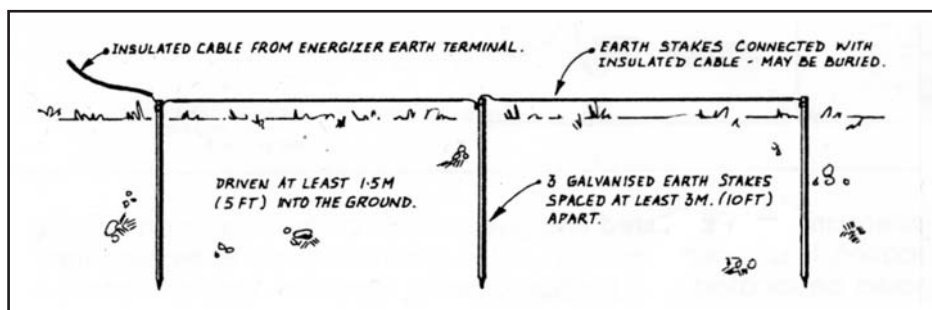 INSULATED CABLE FROM ENERGIZER EARTH TERMINAL.
EARTH STAKES CONNECTED WITH
INSULATED CABLE - MAY BE BURIED.
DRIVEN AT LEAST 1·5M
(5 FT) INTO THE GROUND.
3 GALVANISED EARTH STAKES
SPACED AT LEAST 3M. (10FT)
APART.